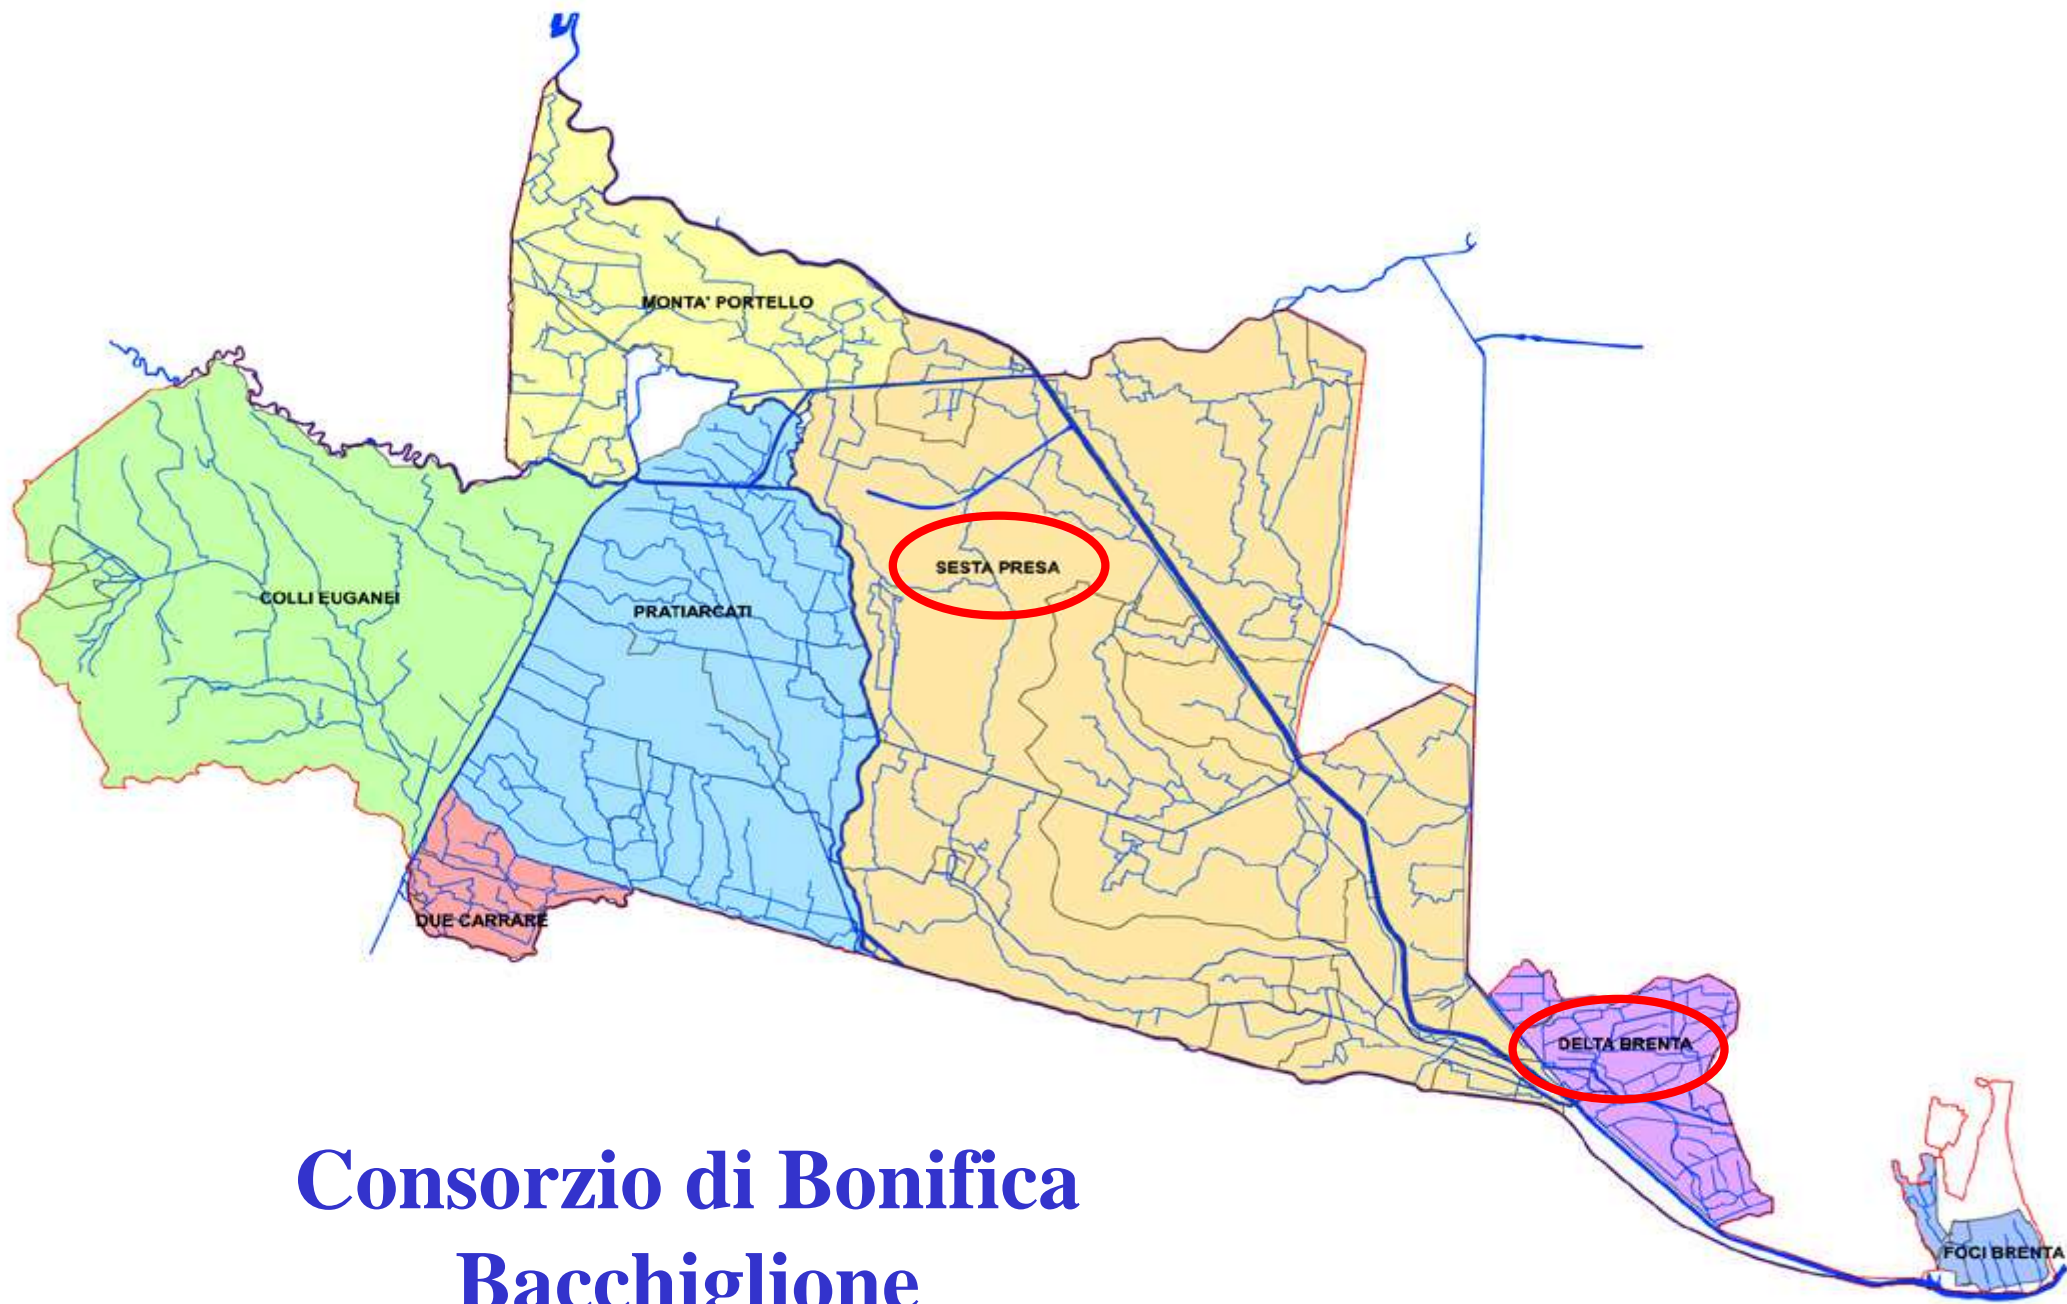 MONTA' PORTELLO
SESTA PRESA
COLLI EUGANEI
PRATIARCATI
DUE CARRARE
DELTA BRENTA
FOCI BRENTA
Consorzio di Bonifica
Bacchiglione